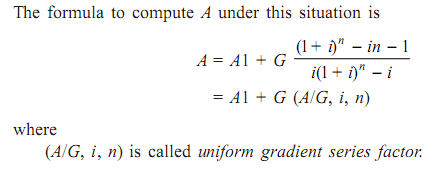 The formula to compute A under this situation is
A = A1 + G \frac{(1 + i)^n − in − 1}{i(1 + i)^n − i}
= A1 + G (A/G, i, n)
where
(A/G, i, n) is called uniform gradient series factor.